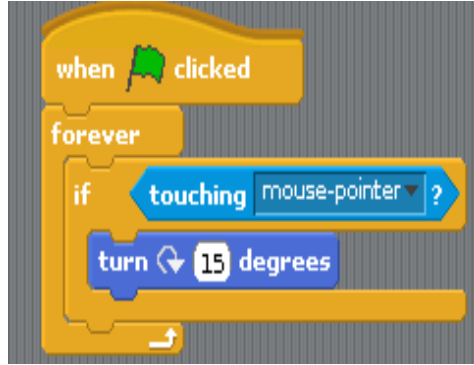 when clicked
forever
if touching mouse-pointer ?
turn 15 degrees